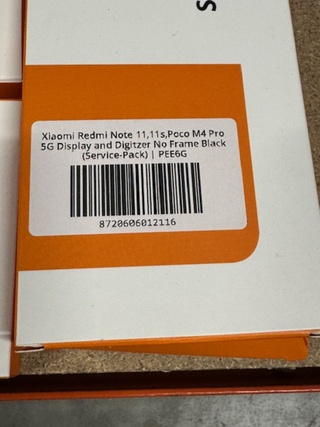 S
Xiaomi Redmi Note 11,11s,Poco M4 Pro
5G Display and Digitzer No Frame Black
(Service-Pack) | PEE6G
8720606012116